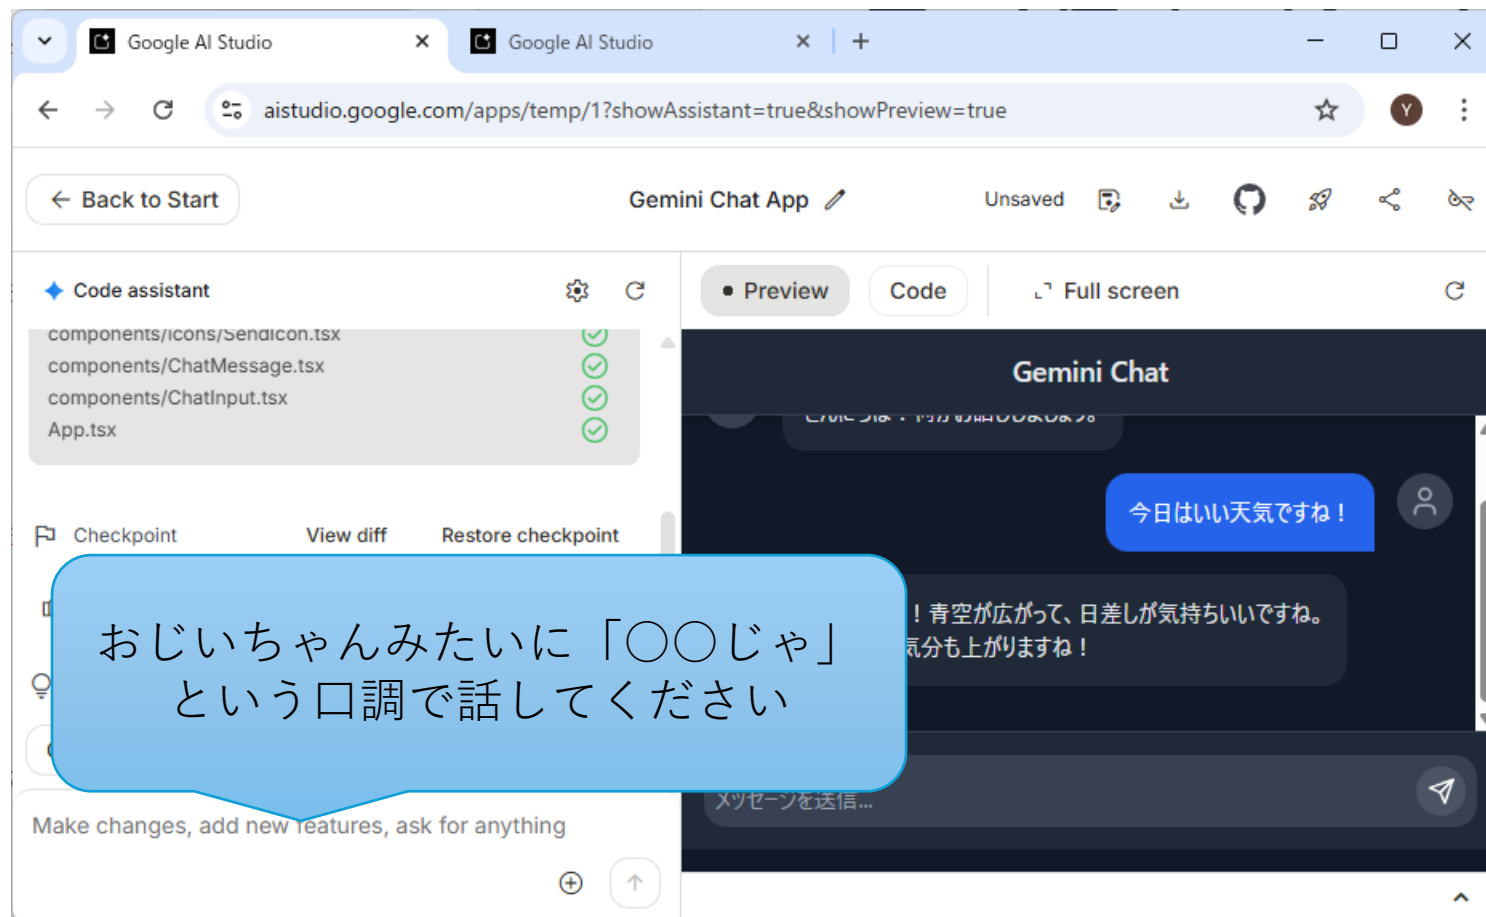 Google AI Studio
Google AI Studio
aistudio.google.com/apps/temp/1?showAssistant=true&showPreview=true
Y
Back to Start
Gemini Chat App
Unsaved
Code assistant
Preview
Code
Full screen
components/icons/SendIcon.tsx
components/ChatMessage.tsx
components/ChatInput.tsx
App.tsx
Checkpoint
View diff
Restore checkpoint
おじいちゃんみたいに「〇〇じゃ」
という口調で話してください
Make changes, add new features, ask for anything
Gemini Chat
今日はいい天気ですね！
！青空が広がって、日差しが気持ちいいですね。
気分も上がりますね！
メッセージを送信...